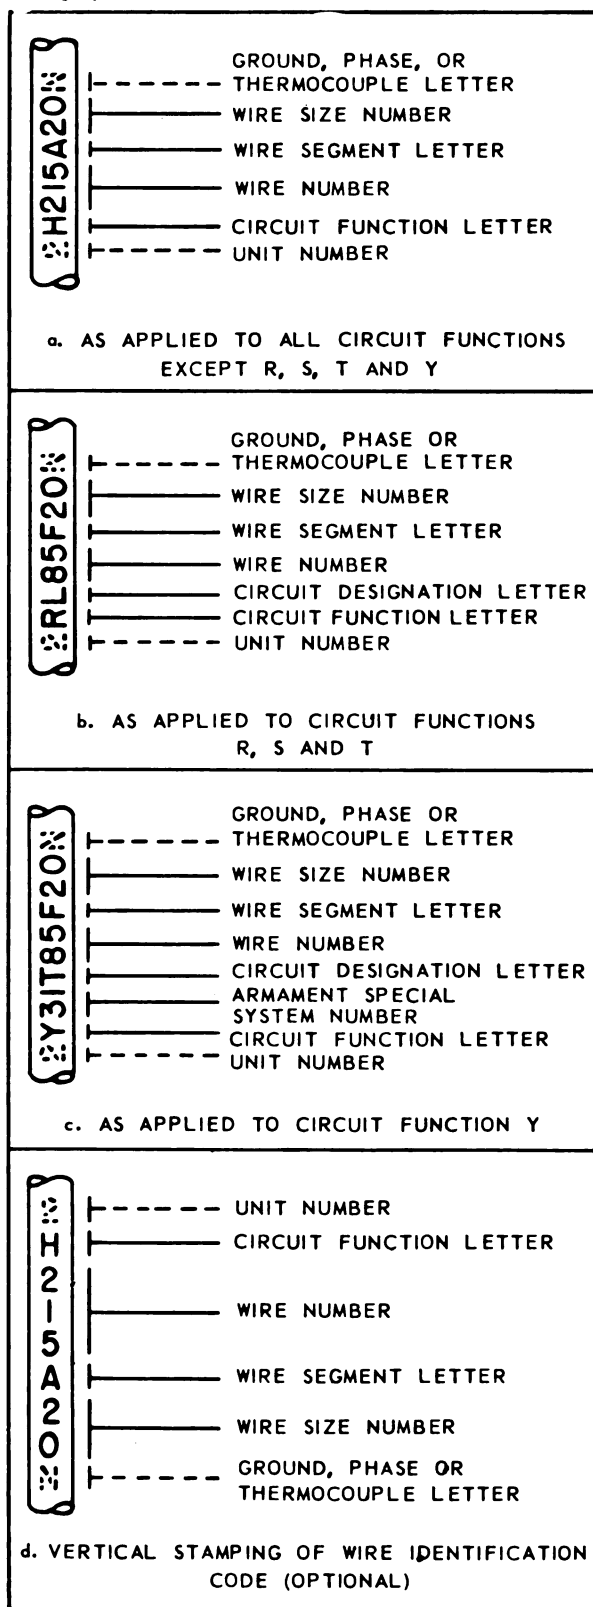 GROUND, PHASE, OR
THERMOCOUPLE LETTER
WIRE SIZE NUMBER
WIRE SEGMENT LETTER
WIRE NUMBER
CIRCUIT FUNCTION LETTER
UNIT NUMBER
H215A20N
a. AS APPLIED TO ALL CIRCUIT FUNCTIONS
EXCEPT R, S, T AND Y
GROUND, PHASE OR
THERMOCOUPLE LETTER
WIRE SIZE NUMBER
WIRE SEGMENT LETTER
WIRE NUMBER
CIRCUIT DESIGNATION LETTER
CIRCUIT FUNCTION LETTER
UNIT NUMBER
RL85F20N
b. AS APPLIED TO CIRCUIT FUNCTIONS
R, S AND T
GROUND, PHASE OR
THERMOCOUPLE LETTER
WIRE SIZE NUMBER
WIRE SEGMENT LETTER
WIRE NUMBER
CIRCUIT DESIGNATION LETTER
ARMAMENT SPECIAL
SYSTEM NUMBER
CIRCUIT FUNCTION LETTER
UNIT NUMBER
Y31T85F20N
c. AS APPLIED TO CIRCUIT FUNCTION Y
UNIT NUMBER
CIRCUIT FUNCTION LETTER
WIRE NUMBER
WIRE SEGMENT LETTER
WIRE SIZE NUMBER
GROUND, PHASE OR
THERMOCOUPLE LETTER
H
2
1
5
A
2
0
N
d. VERTICAL STAMPING OF WIRE IDENTIFICATION
CODE (OPTIONAL)